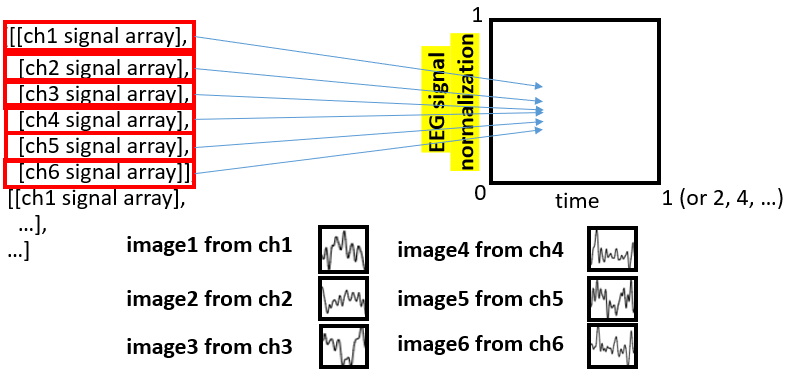 [[ch1 signal array],
[ch2 signal array],
[ch3 signal array],
[ch4 signal array],
[ch5 signal array],
[ch6 signal array]]
[[ch1 signal array],
…],
…]
EEG signal
normalization
1
0
time
1 (or 2, 4, …)
image1 from ch1
image2 from ch2
image3 from ch3
image4 from ch4
image5 from ch5
image6 from ch6